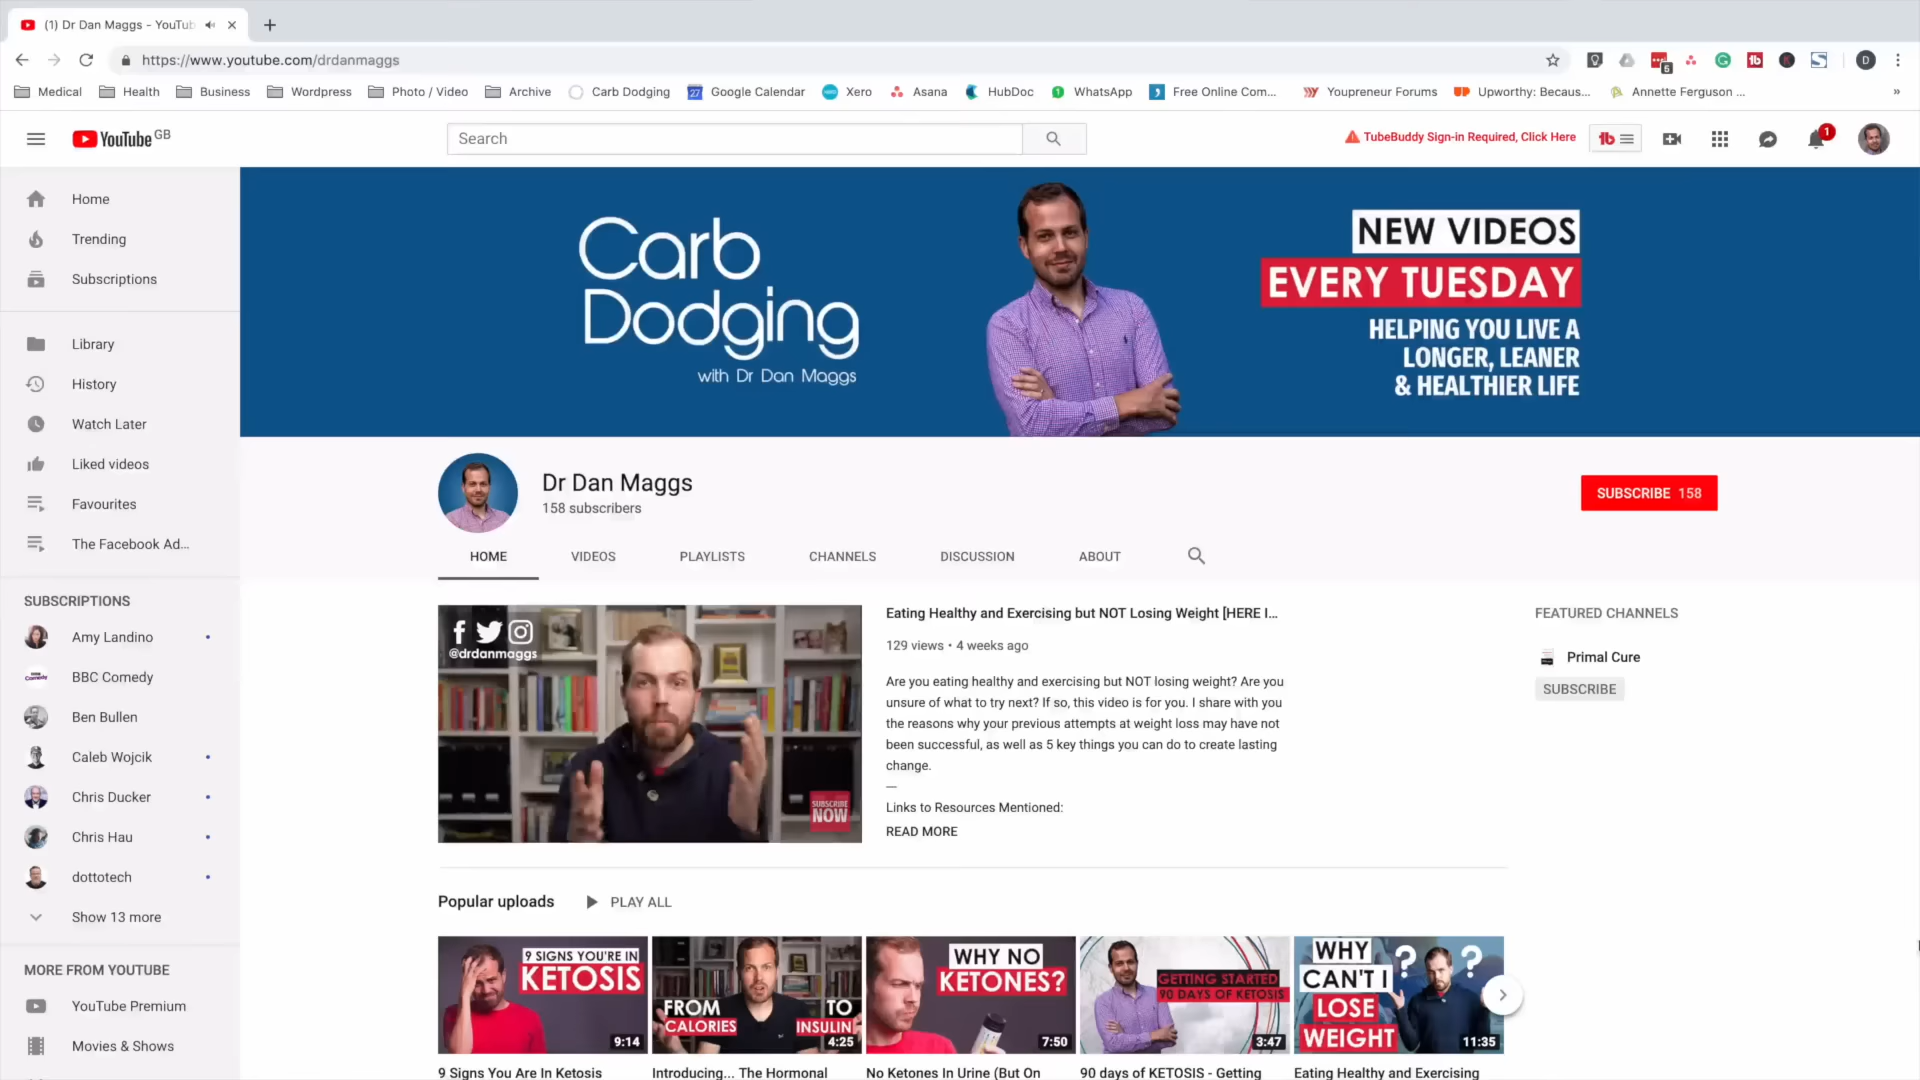 (1) Dr Dan Maggs - YouTub
https://www.youtube.com/drdanmaggs
6
D
Medical
Health
Business
Wordpress
Photo / Video
Archive
Carb Dodging
27
Google Calendar
Xero
Asana
HubDoc
WhatsApp
Free Online Com...
Youpreneur Forums
Upworthy: Becaus...
Annette Ferguson ...
»
YouTube GB
Search
TubeBuddy Sign-in Required, Click Here
1
Home
Trending
Subscriptions
Library
History
Watch Later
Liked videos
Favourites
The Facebook Ad...
SUBSCRIPTIONS
Amy Landino
BBC Comedy
Ben Bullen
Caleb Wojcik
Chris Ducker
Chris Hau
dottotech
Show 13 more
MORE FROM YOUTUBE
YouTube Premium
Movies & Shows
Carb
Dodging
with Dr Dan Maggs
NEW VIDEOS
EVERY TUESDAY
HELPING YOU LIVE A
LONGER, LEANER
& HEALTHIER LIFE
Dr Dan Maggs
158 subscribers
SUBSCRIBE 158
HOME
VIDEOS
PLAYLISTS
CHANNELS
DISCUSSION
ABOUT
@drdanmaggs
SUBSCRIBE
NOW
Eating Healthy and Exercising but NOT Losing Weight [HERE I...
129 views • 4 weeks ago
Are you eating healthy and exercising but NOT losing weight? Are you
unsure of what to try next? If so, this video is for you. I share with you
the reasons why your previous attempts at weight loss may have not
been successful, as well as 5 key things you can do to create lasting
change.
—
Links to Resources Mentioned:
READ MORE
FEATURED CHANNELS
Primal Cure
SUBSCRIBE
Popular uploads
PLAY ALL
9 SIGNS YOU'RE IN
KETOSIS
9:14
FROM
CALORIES
TO
INSULIN
4:25
WHY NO
KETONES?
7:50
GETTING STARTED
90 DAYS OF KETOSIS
3:47
WHY
CAN'T I
LOSE
WEIGHT
? ?
11:35
9 Signs You Are In Ketosis
Introducing... The Hormonal
No Ketones In Urine (But On
90 days of KETOSIS - Getting
Eating Healthy and Exercising